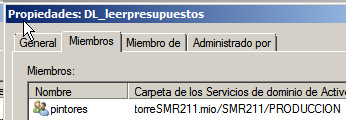 Propiedades: DL_leerpresupuestos
General Miembros Miembro de Administrado por
Miembros:
Nombre Carpeta de los Servicios de dominio de Active
pintores torreSMR211.mio/SMR211/PRODUCCION